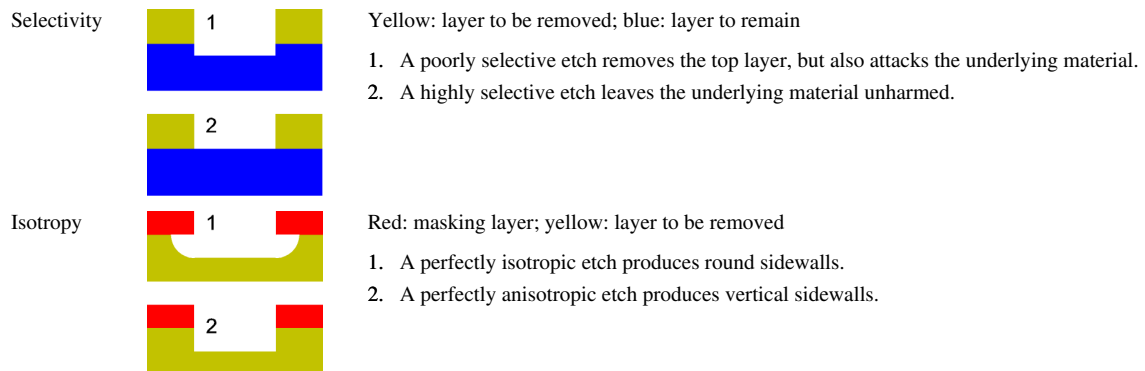 Selectivity
1
2
Yellow: layer to be removed; blue: layer to remain
1. A poorly selective etch removes the top layer, but also attacks the underlying material.
2. A highly selective etch leaves the underlying material unharmed.
Isotropy
1
2
Red: masking layer; yellow: layer to be removed
1. A perfectly isotropic etch produces round sidewalls.
2. A perfectly anisotropic etch produces vertical sidewalls.